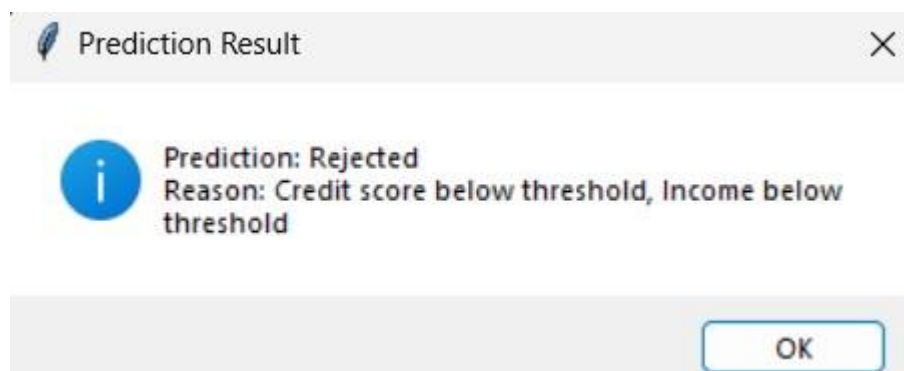 Prediction Result
Prediction: Rejected
Reason: Credit score below threshold, Income below
threshold
OK